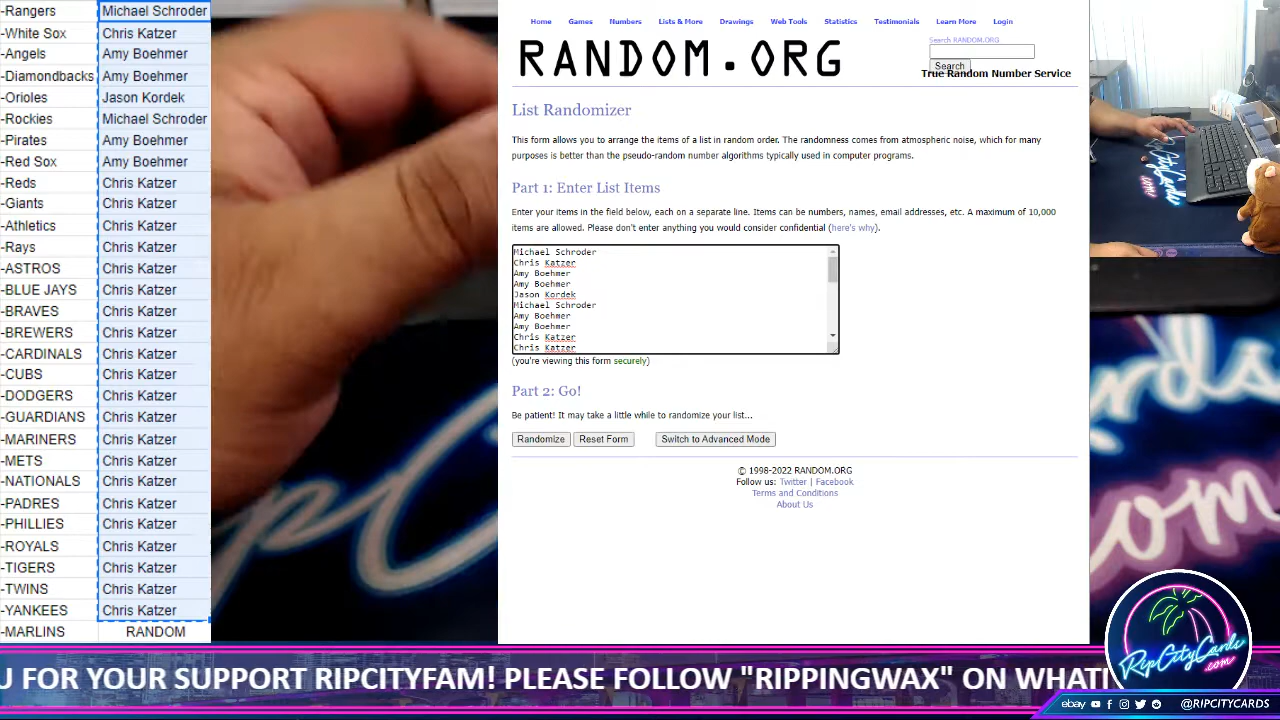 -Rangers Michael Schroder
-White Sox Chris Katzer
-Angels Amy Boehmer
-Diamondbacks Amy Boehmer
-Orioles Jason Kordek
-Rockies Michael Schroder
-Pirates Amy Boehmer
-Red Sox Amy Boehmer
-Reds Chris Katzer
-Giants Chris Katzer
-Athletics Chris Katzer
-Rays Chris Katzer
-ASTROS Chris Katzer
-BLUE JAYS Chris Katzer
-BRAVES Chris Katzer
-BREWERS Chris Katzer
-CARDINALS Chris Katzer
-CUBS Chris Katzer
-DODGERS Chris Katzer
-GUARDIANS Chris Katzer
-MARINERS Chris Katzer
-METS Chris Katzer
-NATIONALS Chris Katzer
-PADRES Chris Katzer
-PHILLIES Chris Katzer
-ROYALS Chris Katzer
-TIGERS Chris Katzer
-TWINS Chris Katzer
-YANKEES Chris Katzer
-MARLINS RANDOM
Home Games Numbers Lists & More Drawings Web Tools Statistics Testimonials Learn More Login
RANDOM.ORG
Search RANDOM.ORG
Search
True Random Number Service
List Randomizer
This form allows you to arrange the items of a list in random order. The randomness comes from atmospheric noise, which for many
purposes is better than the pseudo-random number algorithms typically used in computer programs.
Part 1: Enter List Items
Enter your items in the field below, each on a separate line. Items can be numbers, names, email addresses, etc. A maximum of 10,000
items are allowed. Please don't enter anything you would consider confidential (here's why).
Michael Schroder
Chris Katzer
Amy Boehmer
Amy Boehmer
Jason Kordek
Michael Schroder
Amy Boehmer
Amy Boehmer
Chris Katzer
Chris Katzer
(you're viewing this form securely)
Part 2: Go!
Be patient! It may take a little while to randomize your list...
Randomize Reset Form Switch to Advanced Mode
© 1998-2022 RANDOM.ORG
Follow us: Twitter | Facebook
Terms and Conditions
About Us
U FOR YOUR SUPPORT RIPCITYFAM! PLEASE FOLLOW "RIPPINGWAX" ON WHAT
RipCityCards
.com
ebay @RIPCITYCARDS